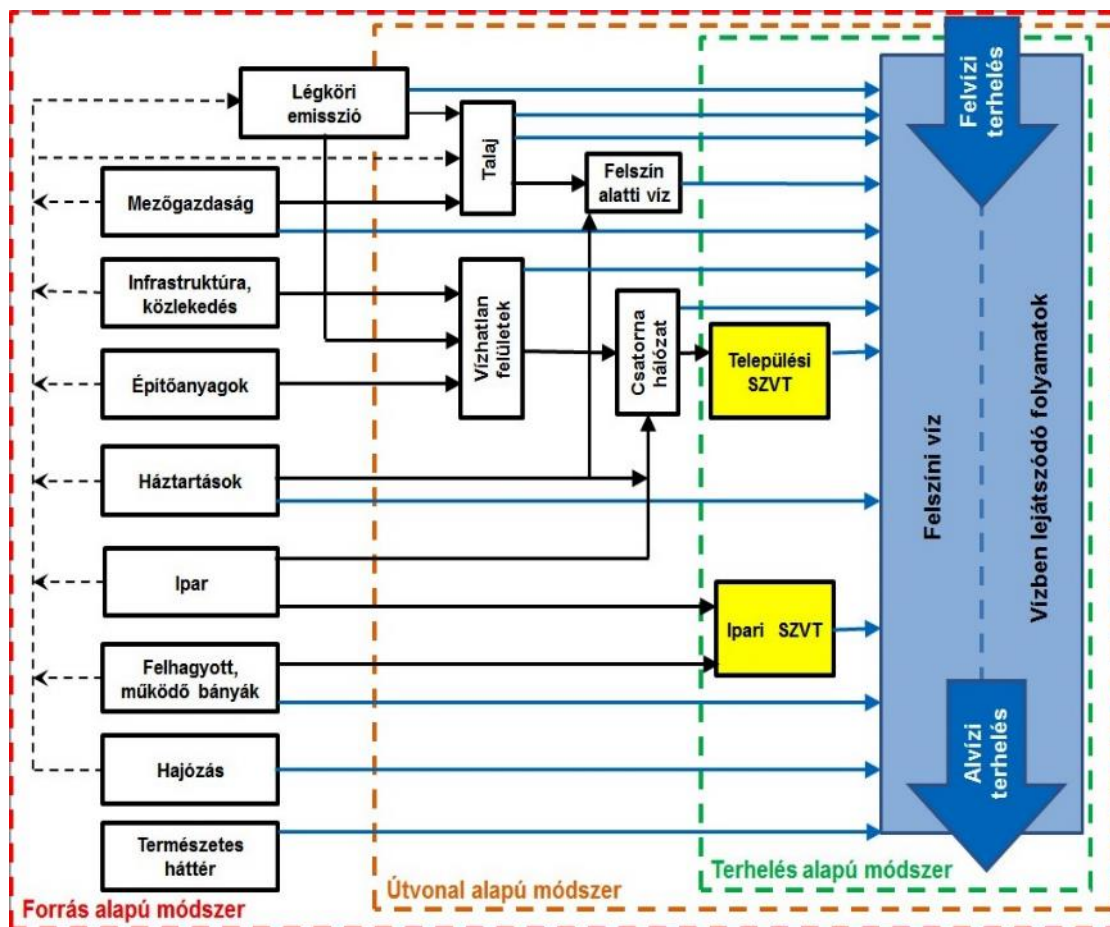 Légköri
emisszió
Talaj
Felszín
alatti víz
Mezőgazdaság
Infrastruktúra,
közlekedés
Építőanyagok
Vízhatlan
felületek
Csatorna
hálózat
Települési
SZVT
Háztartások
Ipar
Ipari SZVT
Felhagyott,
működő bányák
Hajózás
Természetes
háttér
Felvízi
terhelés
Felszíni víz
Vízben lejátszódó folyamatok
Alvízi
terhelés
Terhelés alapú módszer
Útvonal alapú módszer
Forrás alapú módszer